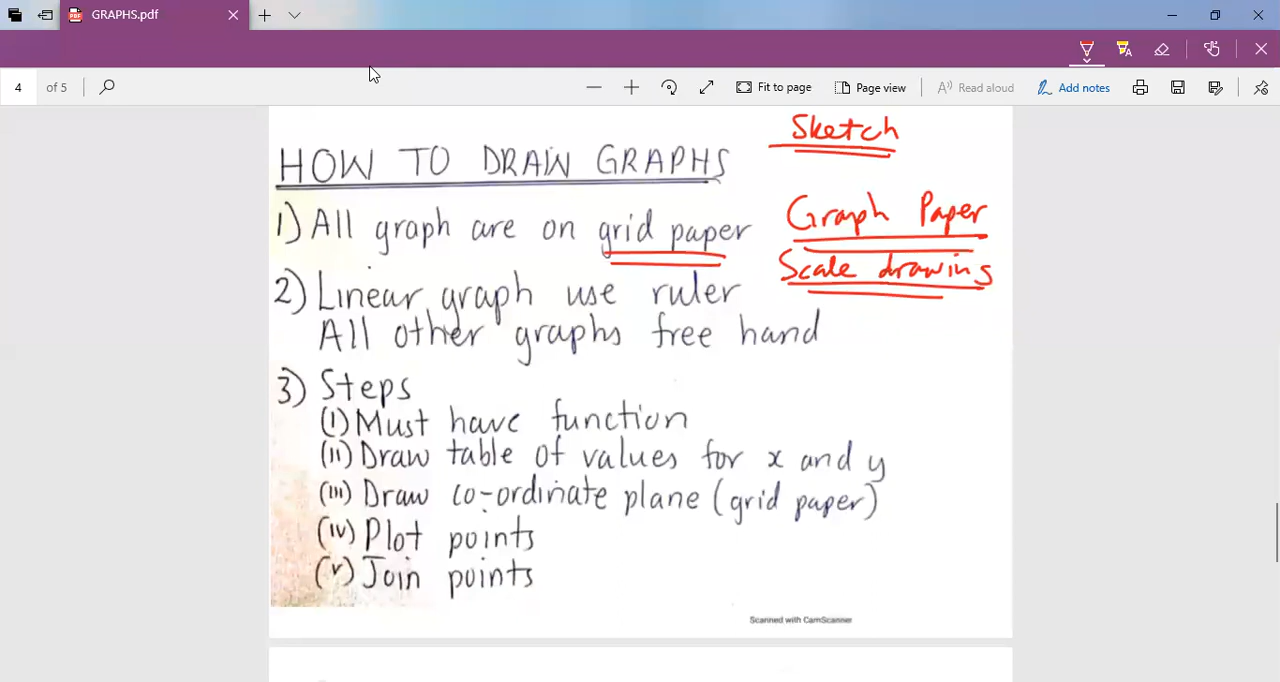 GRAPHS.pdf
4 of 5
Fit to page
Page view
Read aloud
Add notes
Sketch
HOW TO DRAW GRAPHS
Graph Paper
1) All graph are on grid paper
Scale drawing
2) Linear graph use ruler
All other graphs free hand
3) Steps
(i) Must have function
(ii) Draw table of values for x and y
(iii) Draw co-ordinate plane (grid paper)
(iv) Plot points
(v) Join points
Scanned with CamScanner